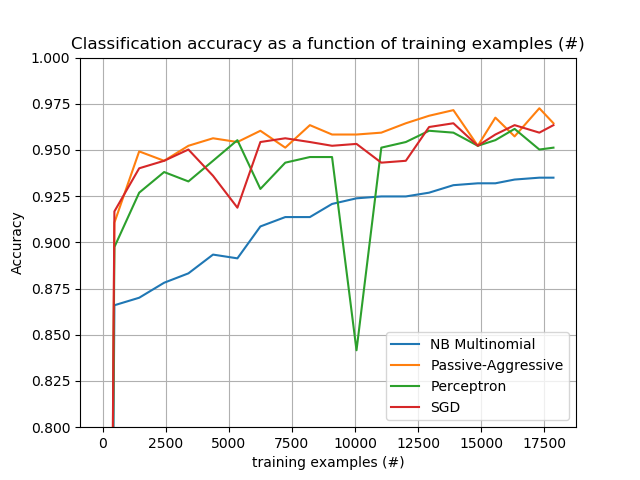 Classification accuracy as a function of training examples (#)
1.000
0.975
0.950
0.925
0.900
0.875
0.850
0.825
0.800
Accuracy
NB Multinomial
Passive-Aggressive
Perceptron
SGD
0 2500 5000 7500 10000 12500 15000 17500
training examples (#)